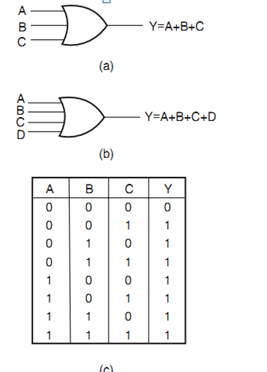 A
B
C
Y=A+B+C
(a)
A
B
C
D
Y=A+B+C+D
(b)
A B C Y
0 0 0 0
0 0 1 1
0 1 0 1
0 1 1 1
1 0 0 1
1 0 1 1
1 1 0 1
1 1 1 1
(c)